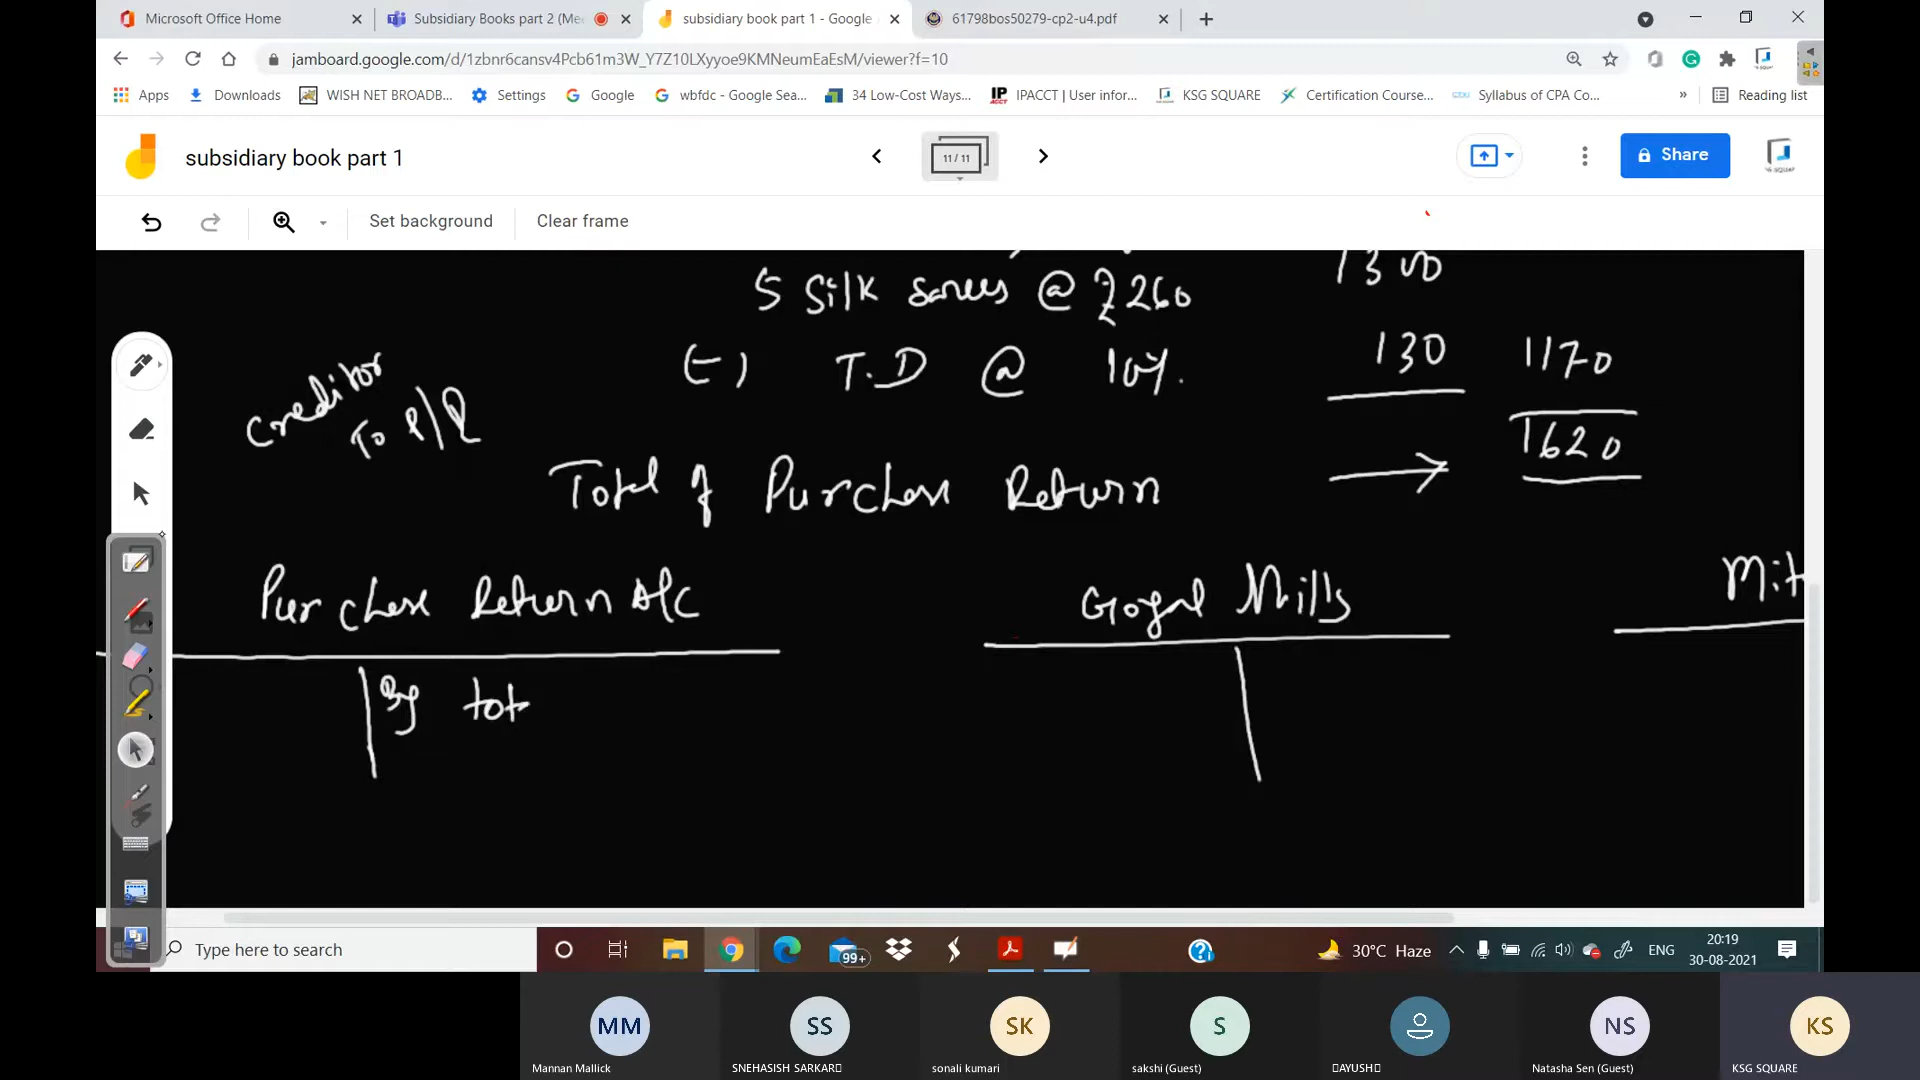 Microsoft Office Home
Subsidiary Books part 2 (Me
subsidiary book part 1 - Google
61798bos50279-cp2-u4.pdf
jamboard.google.com/d/1zbnr6cansv4Pcb61m3W_Y7Z10LXyyoe9KMNeumEaEsM/viewer?f=10
Apps
Downloads
WISH NET BROADB...
Settings
Google
wbfdc - Google Sea...
34 Low-Cost Ways...
IP ACCT
IPACCT | User infor...
KSG SQUARE
Certification Course...
Syllabus of CPA Co...
»
Reading list
subsidiary book part 1
11 / 11
Share
Set background
Clear frame
1300
5 Silk sarees @ ₹260
(-) T.D @ 10%. 130 1170
creditor
To P/R
1620
Total of Purchase Return
Purchase Return A/c
Gopal Mills
Mit
By tot
Type here to search
99+
30°C Haze
ENG
20:19
30-08-2021
MM
SS
SK
S
NS
KS
Mannan Mallick
SNEHASISH SARKAR
sonali kumari
sakshi (Guest)
AYUSH
Natasha Sen (Guest)
KSG SQUARE